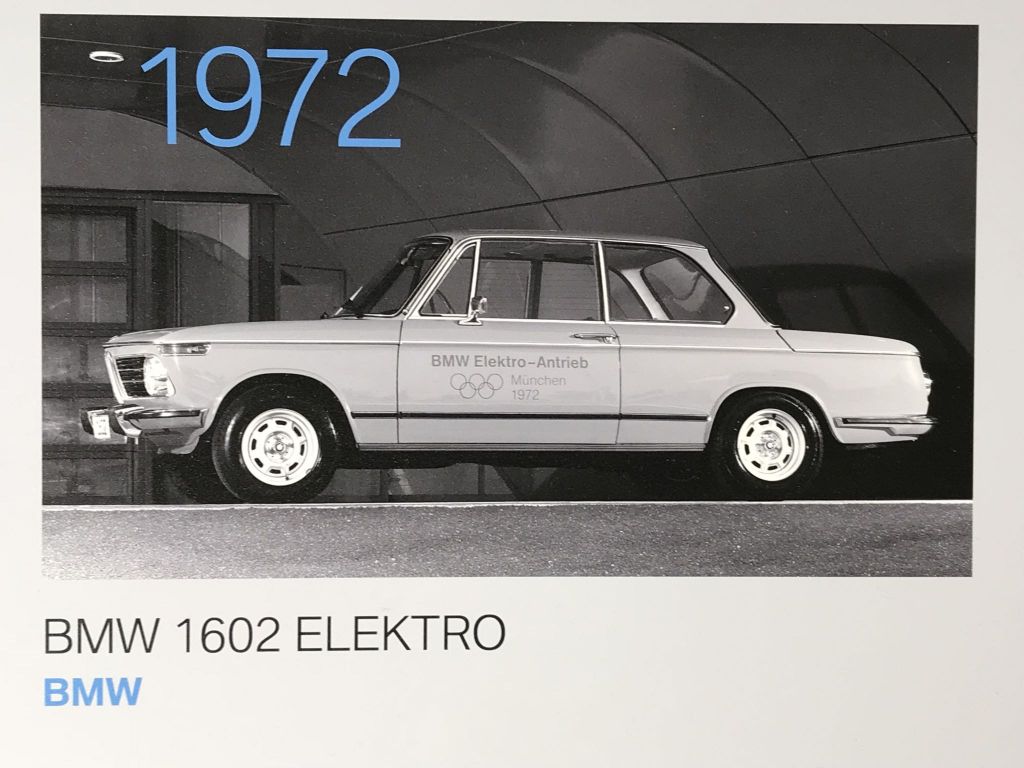 1972
BMW Elektro-Antrieb
München
1972
BMW 1602 ELEKTRO
BMW